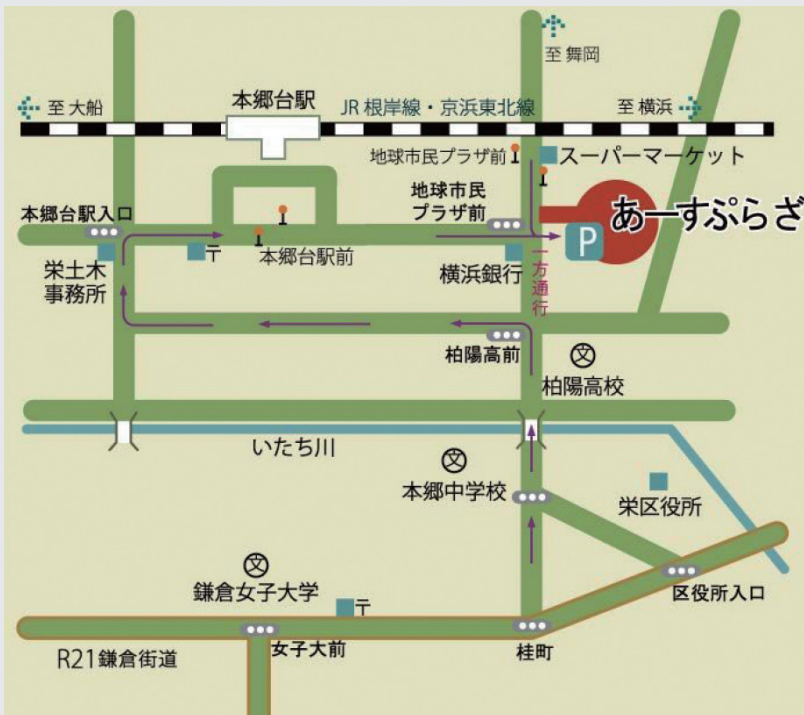 至 舞岡
至 大船
本郷台駅
JR 根岸線・京浜東北線
至 横浜
地球市民プラザ前
スーパーマーケット
本郷台駅入口
地球市民
プラザ前
あーすぷらざ
P
〒
本郷台駅前
横浜銀行
一方通行
栄土木
事務所
柏陽高前
文
柏陽高校
いたち川
文
本郷中学校
栄区役所
文
鎌倉女子大学
〒
区役所入口
R21鎌倉街道
女子大前
桂町